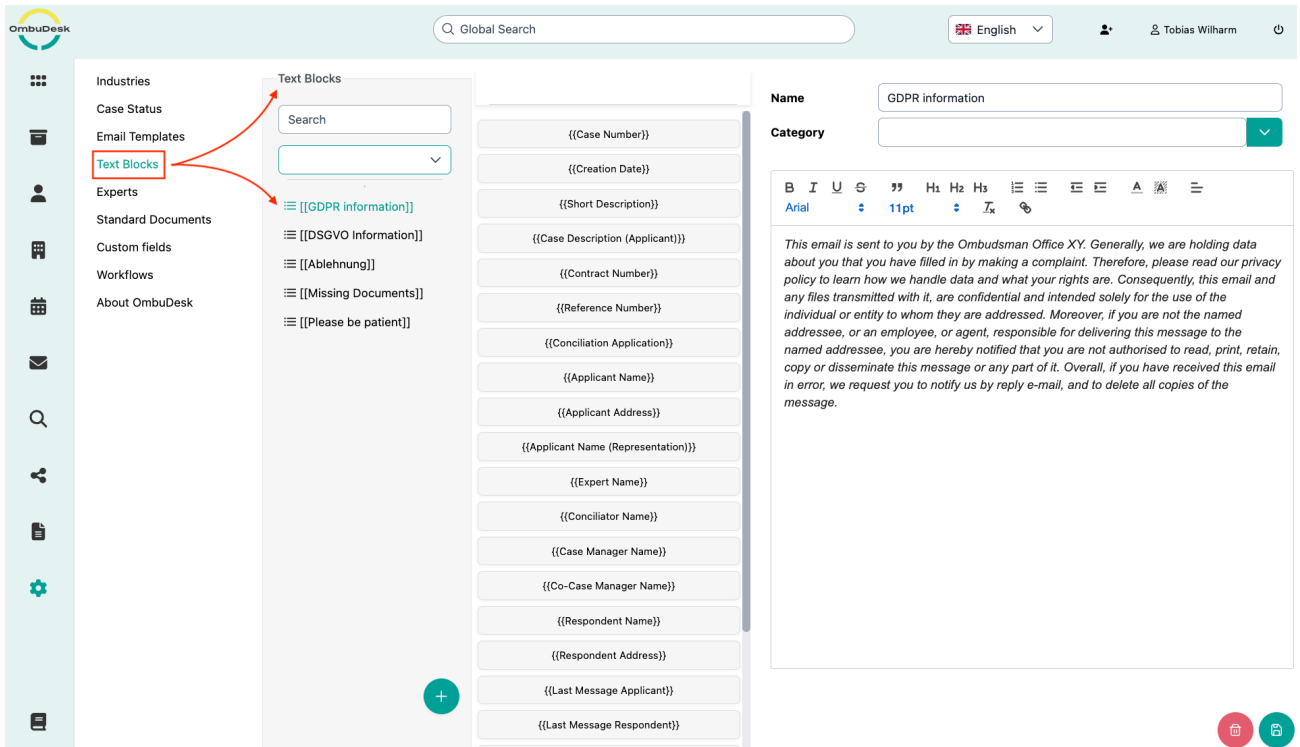 OmbuDesk
Global Search
English
Tobias Wilharm
Industries
Case Status
Email Templates
Text Blocks
Experts
Standard Documents
Custom fields
Workflows
About OmbuDesk
Text Blocks
Search
[[GDPR information]]
[[DSGVO Information]]
[[Ablehnung]]
[[Missing Documents]]
[[Please be patient]]
+
{{Case Number}}
{{Creation Date}}
{{Short Description}}
{{Case Description (Applicant)}}
{{Contract Number}}
{{Reference Number}}
{{Conciliation Application}}
{{Applicant Name}}
{{Applicant Address}}
{{Applicant Name (Representation)}}
{{Expert Name}}
{{Conciliator Name}}
{{Case Manager Name}}
{{Co-Case Manager Name}}
{{Respondent Name}}
{{Respondent Address}}
{{Last Message Applicant}}
{{Last Message Respondent}}
Name
GDPR information
Category
B I U S ” H1 H2 H3 A A
Arial 11pt Tx
This email is sent to you by the Ombudsman Office XY. Generally, we are holding data
about you that you have filled in by making a complaint. Therefore, please read our privacy
policy to learn how we handle data and what your rights are. Consequently, this email and
any files transmitted with it, are confidential and intended solely for the use of the
individual or entity to whom they are addressed. Moreover, if you are not the named
addressee, or an employee, or agent, responsible for delivering this message to the
named addressee, you are hereby notified that you are not authorised to read, print, retain,
copy or disseminate this message or any part of it. Overall, if you have received this email
in error, we request you to notify us by reply e-mail, and to delete all copies of the
message.